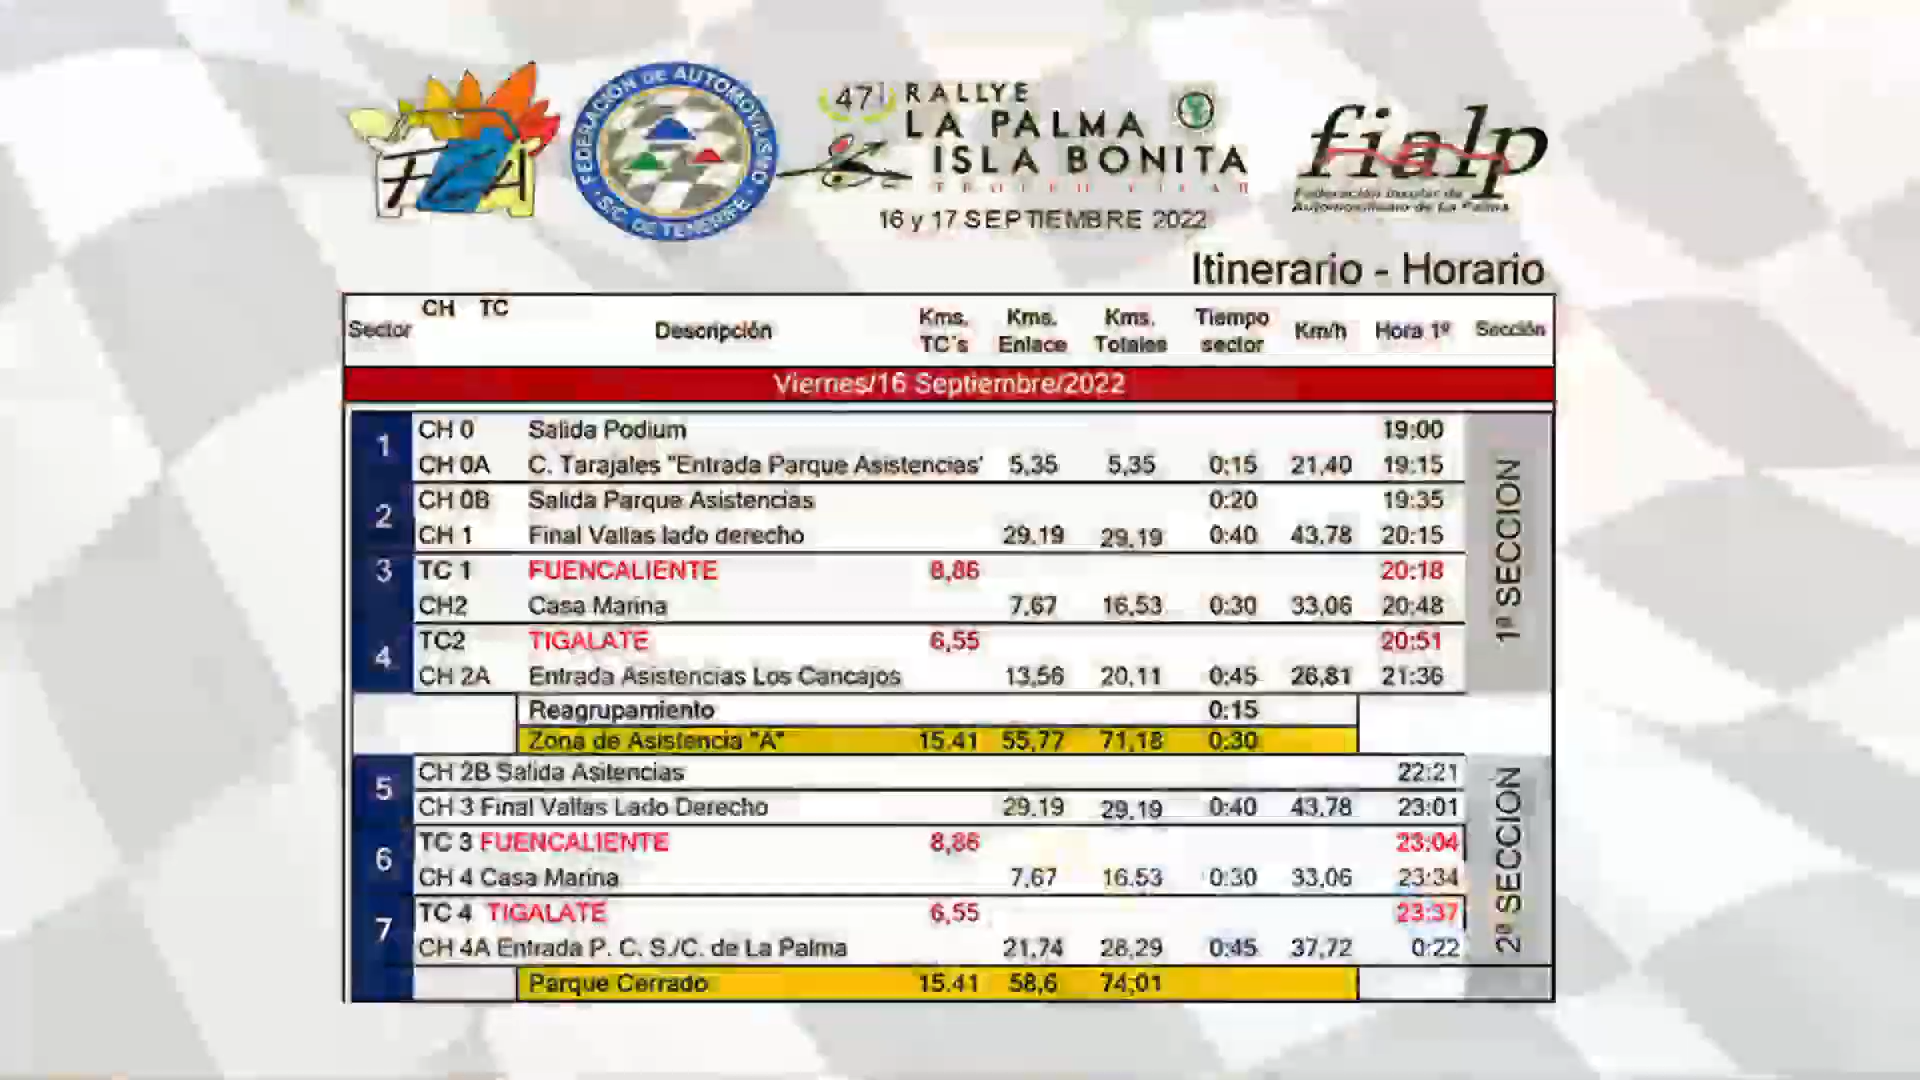 FCA
FEDERACIÓN DE AUTOMOVILISMO
S/C. DE TENERIFE
47
RALLYE
LA PALMA
ISLA BONITA
16 y 17 SEPTIEMBRE 2022
fialp
Federación Insular de
Automovilismo de La Palma
Itinerario - Horario
Sector CH TC Descripción Kms. TC´s Kms. Enlace Kms. Totales Tiempo sector Km/h Hora 1º Sección
Viernes/16 Septiembre/2022
1 CH 0 Salida Podium 19:00
CH 0A C. Tarajales "Entrada Parque Asistencias" 5,35 5,35 0:15 21,40 19:15
2 CH 0B Salida Parque Asistencias 0:20 19:35
CH 1 Final Vallas lado derecho 29,19 29,19 0:40 43,78 20:15
3 TC 1 FUENCALIENTE 8,86 20:18
CH2 Casa Marina 7,67 16,53 0:30 33,06 20:48
4 TC2 TIGALATE 6,55 20:51
CH 2A Entrada Asistencias Los Cancajos 13,56 20,11 0:45 26,81 21:36
1ª SECCION
Reagrupamiento 0:15
Zona de Asistencia "A" 15,41 55,77 71,18 0:30
5 CH 2B Salida Asitencias 22:21
CH 3 Final Vallas Lado Derecho 29,19 29,19 0:40 43,78 23:01
6 TC 3 FUENCALIENTE 8,86 23:04
CH 4 Casa Marina 7,67 16,53 0:30 33,06 23:34
7 TC 4 TIGALATE 6,55 23:37
CH 4A Entrada P. C. S./C. de La Palma 21,74 28,29 0:45 37,72 0:22
2ª SECCION
Parque Cerrado 15,41 58,6 74,01